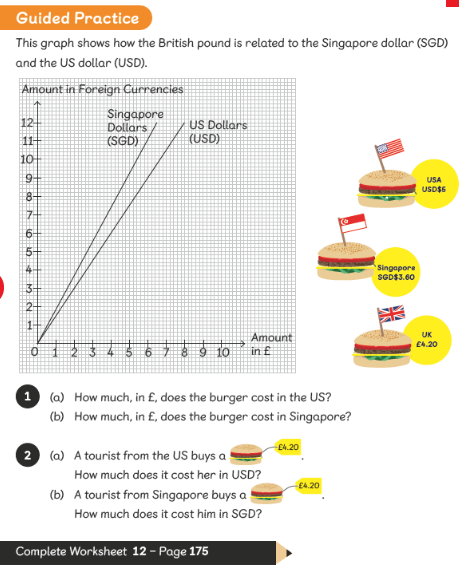 Guided Practice
This graph shows how the British pound is related to the Singapore dollar (SGD)
and the US dollar (USD).
Amount in Foreign Currencies
Singapore
Dollars
(SGD)
US Dollars
(USD)
12
11
10
9
8
7
6
5
4
3
2
1
0 1 2 3 4 5 6 7 8 9 10
Amount
in £
USA
USD$6
Singapore
SGD$3.60
UK
£4.20
1 (a) How much, in £, does the burger cost in the US?
(b) How much, in £, does the burger cost in Singapore?
2 (a) A tourist from the US buys a £4.20 .
How much does it cost her in USD?
(b) A tourist from Singapore buys a £4.20 .
How much does it cost him in SGD?
Complete Worksheet 12 – Page 175